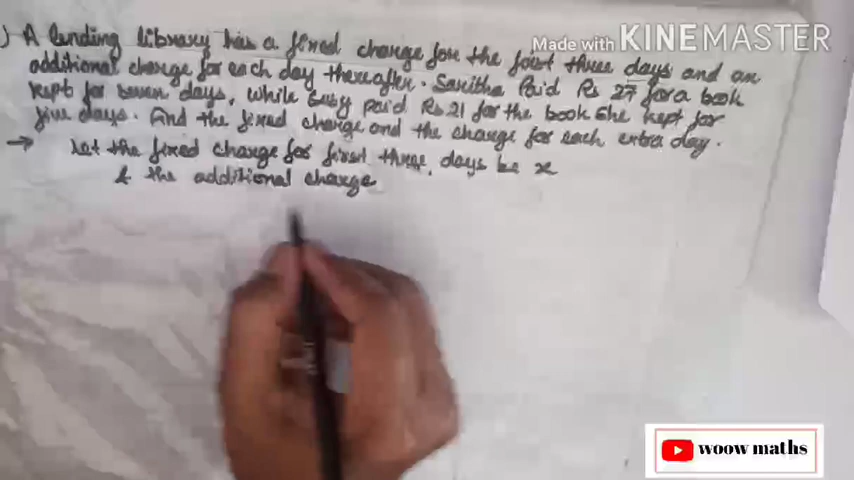 ) A lending library has a fixed charge for the first three days and an
additional charge for each day thereafter. Saritha Paid Rs 27 for a book
kept for seven days, while Susy paid Rs 21 for the book she kept for
five days. Find the fixed charge and the charge for each extra day.
→ Let the fixed charge for first three days be x
& the additional charge
Made with KINEMASTER
woow maths